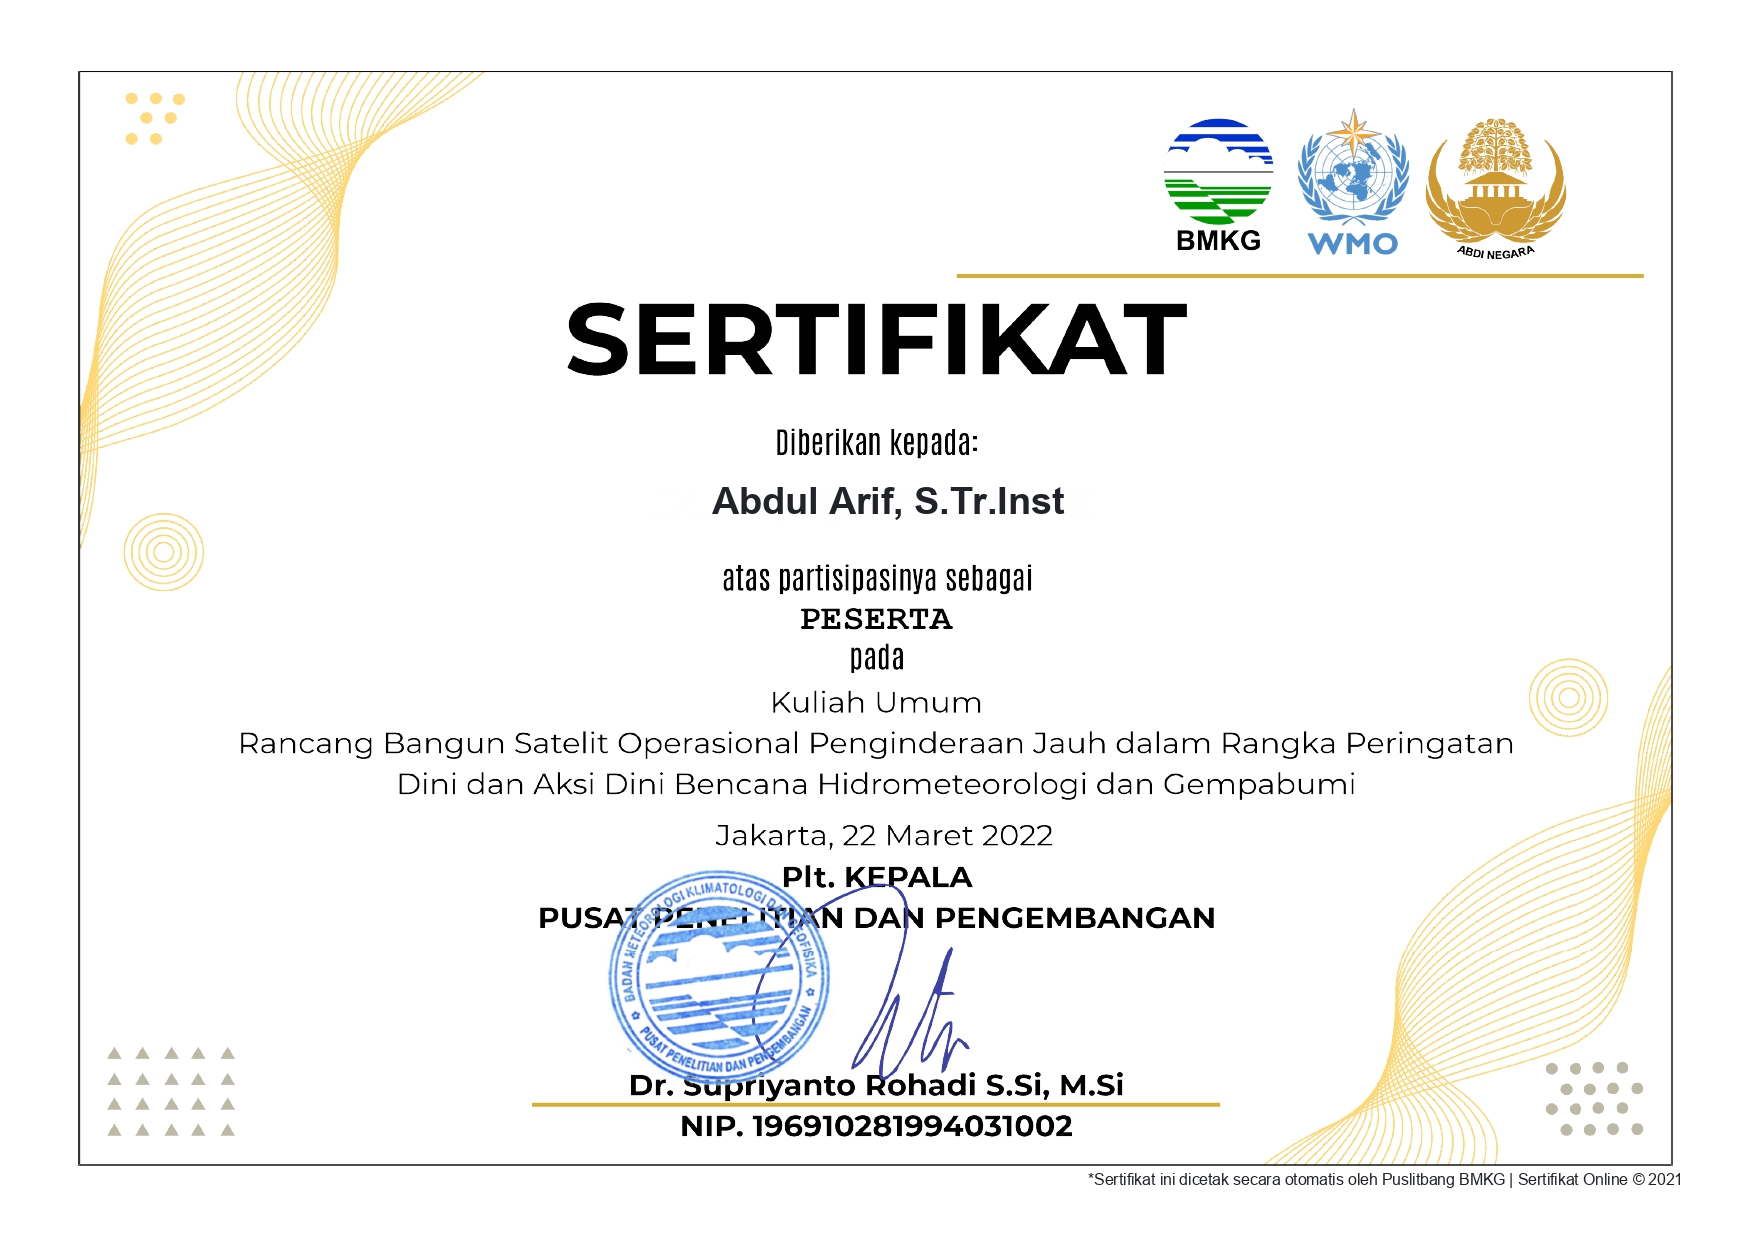 BMKG
WMO
ABDI NEGARA
SERTIFIKAT
Diberikan kepada:
Abdul Arif, S.Tr.Inst
atas partisipasinya sebagai
PESERTA
pada
Kuliah Umum
Rancang Bangun Satelit Operasional Penginderaan Jauh dalam Rangka Peringatan
Dini dan Aksi Dini Bencana Hidrometeorologi dan Gempabumi
Jakarta, 22 Maret 2022
Plt. KEPALA
PUSAT PENELITIAN DAN PENGEMBANGAN
BADAN METEOROLOGI KLIMATOLOGI DAN GEOFISIKA
PUSAT PENELITIAN DAN PENGEMBANGAN
Dr. Supriyanto Rohadi S.Si, M.Si
NIP. 196910281994031002
*Sertifikat ini dicetak secara otomatis oleh Puslitbang BMKG | Sertifikat Online © 2021